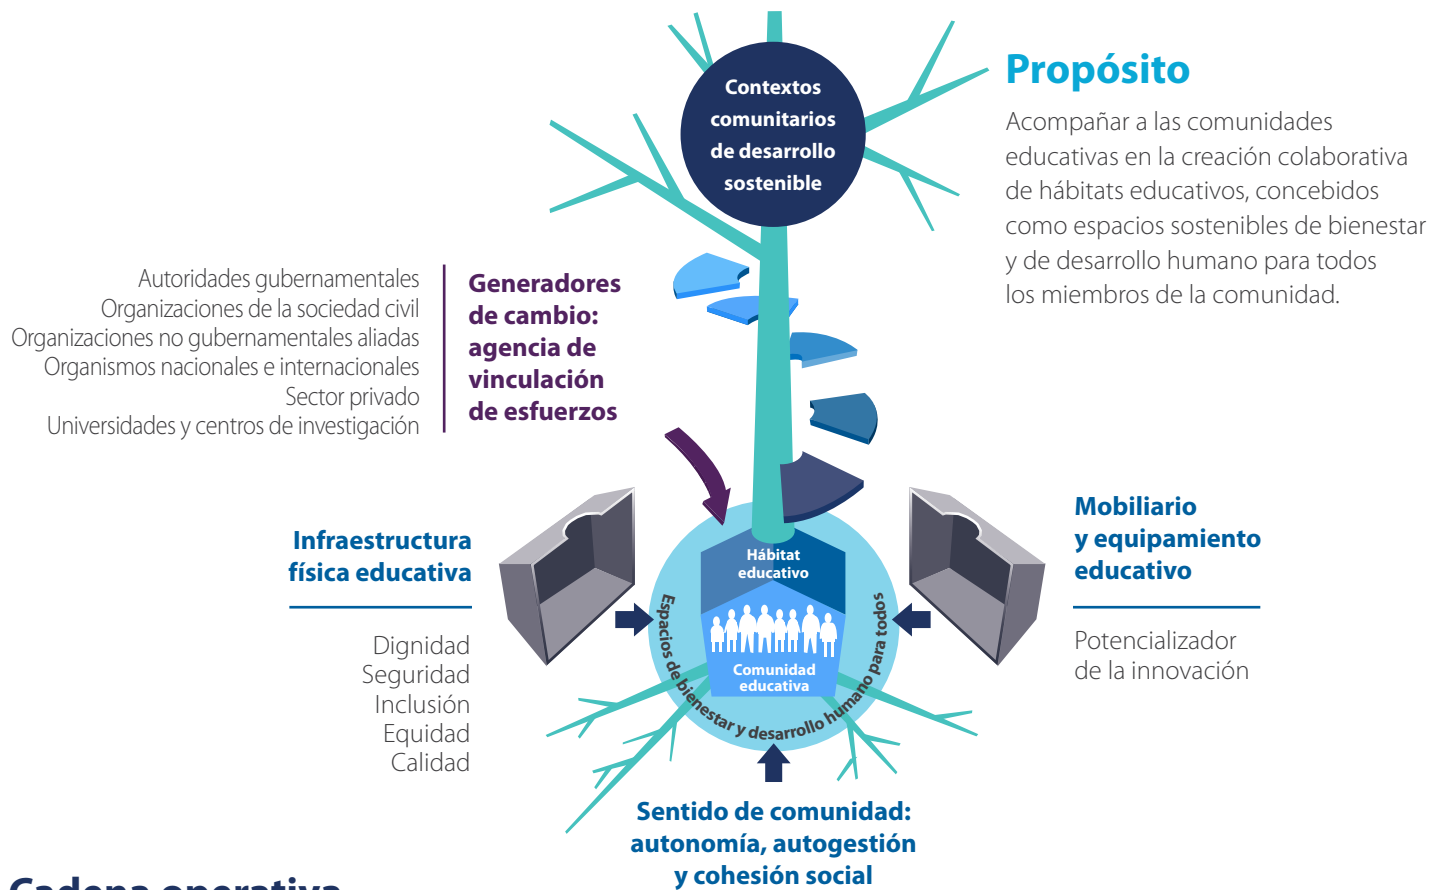 Contextos
comunitarios
de desarrollo
sostenible
Propósito
Acompañar a las comunidades
educativas en la creación colaborativa
de hábitats educativos, concebidos
como espacios sostenibles de bienestar
y de desarrollo humano para todos
los miembros de la comunidad.
Autoridades gubernamentales
Organizaciones de la sociedad civil
Organizaciones no gubernamentales aliadas
Organismos nacionales e internacionales
Sector privado
Universidades y centros de investigación
Generadores
de cambio:
agencia de
vinculación
de esfuerzos
Infraestructura
física educativa
Dignidad
Seguridad
Inclusión
Equidad
Calidad
Hábitat
educativo
Comunidad
educativa
Espacios de bienestar y desarrollo humano para todos
Mobiliario
y equipamiento
educativo
Potencializador
de la innovación
Sentido de comunidad:
autonomía, autogestión
y cohesión social
Cadena operativa